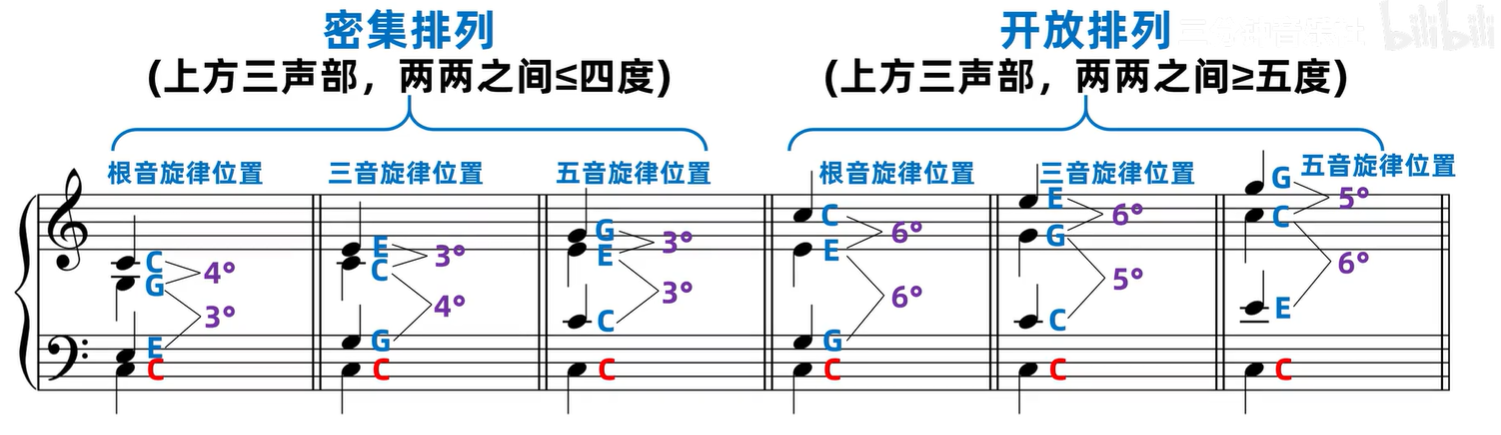 密集排列
(上方三声部，两两之间≤四度)
开放排列
(上方三声部，两两之间≥五度)
bilibili
根音旋律位置
三音旋律位置
五音旋律位置
根音旋律位置
三音旋律位置
五音旋律位置
C
G
E
C
4°
3°
E
C
G
C
3°
4°
G
E
C
C
3°
3°
C
E
G
C
6°
6°
E
G
C
C
6°
5°
G
C
E
C
5°
6°